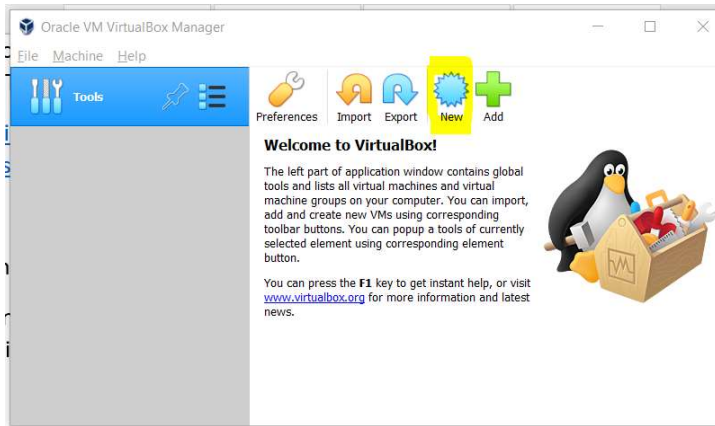 Oracle VM VirtualBox Manager
File Machine Help
Tools
Preferences Import Export New Add
Welcome to VirtualBox!
The left part of application window contains global
tools and lists all virtual machines and virtual
machine groups on your computer. You can import,
add and create new VMs using corresponding
toolbar buttons. You can popup a tools of currently
selected element using corresponding element
button.
You can press the F1 key to get instant help, or visit
www.virtualbox.org for more information and latest
news.